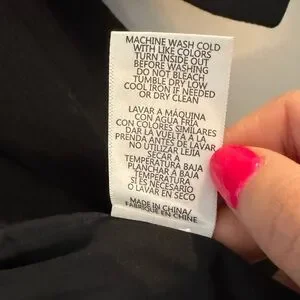 MACHINE WASH COLD
WITH LIKE COLORS
TURN INSIDE OUT
BEFORE WASHING
DO NOT BLEACH
TUMBLE DRY LOW
COOL IRON IF NEEDED
OR DRY CLEAN
LAVAR A MÁQUINA
CON AGUA FRIA
CON COLORES SIMILARES
DAR LA VUELTA A LA
PRENDA ANTES DE LAVAR
NO UTILIZAR LEJIA
SECAR A
TEMPERATURA BAJA
PLANCHAR A BAJA
TEMPERATURA
SI ES NECESARIO
O LAVAR EN SECO
MADE IN CHINA/
FABRIQUE EN CHINE